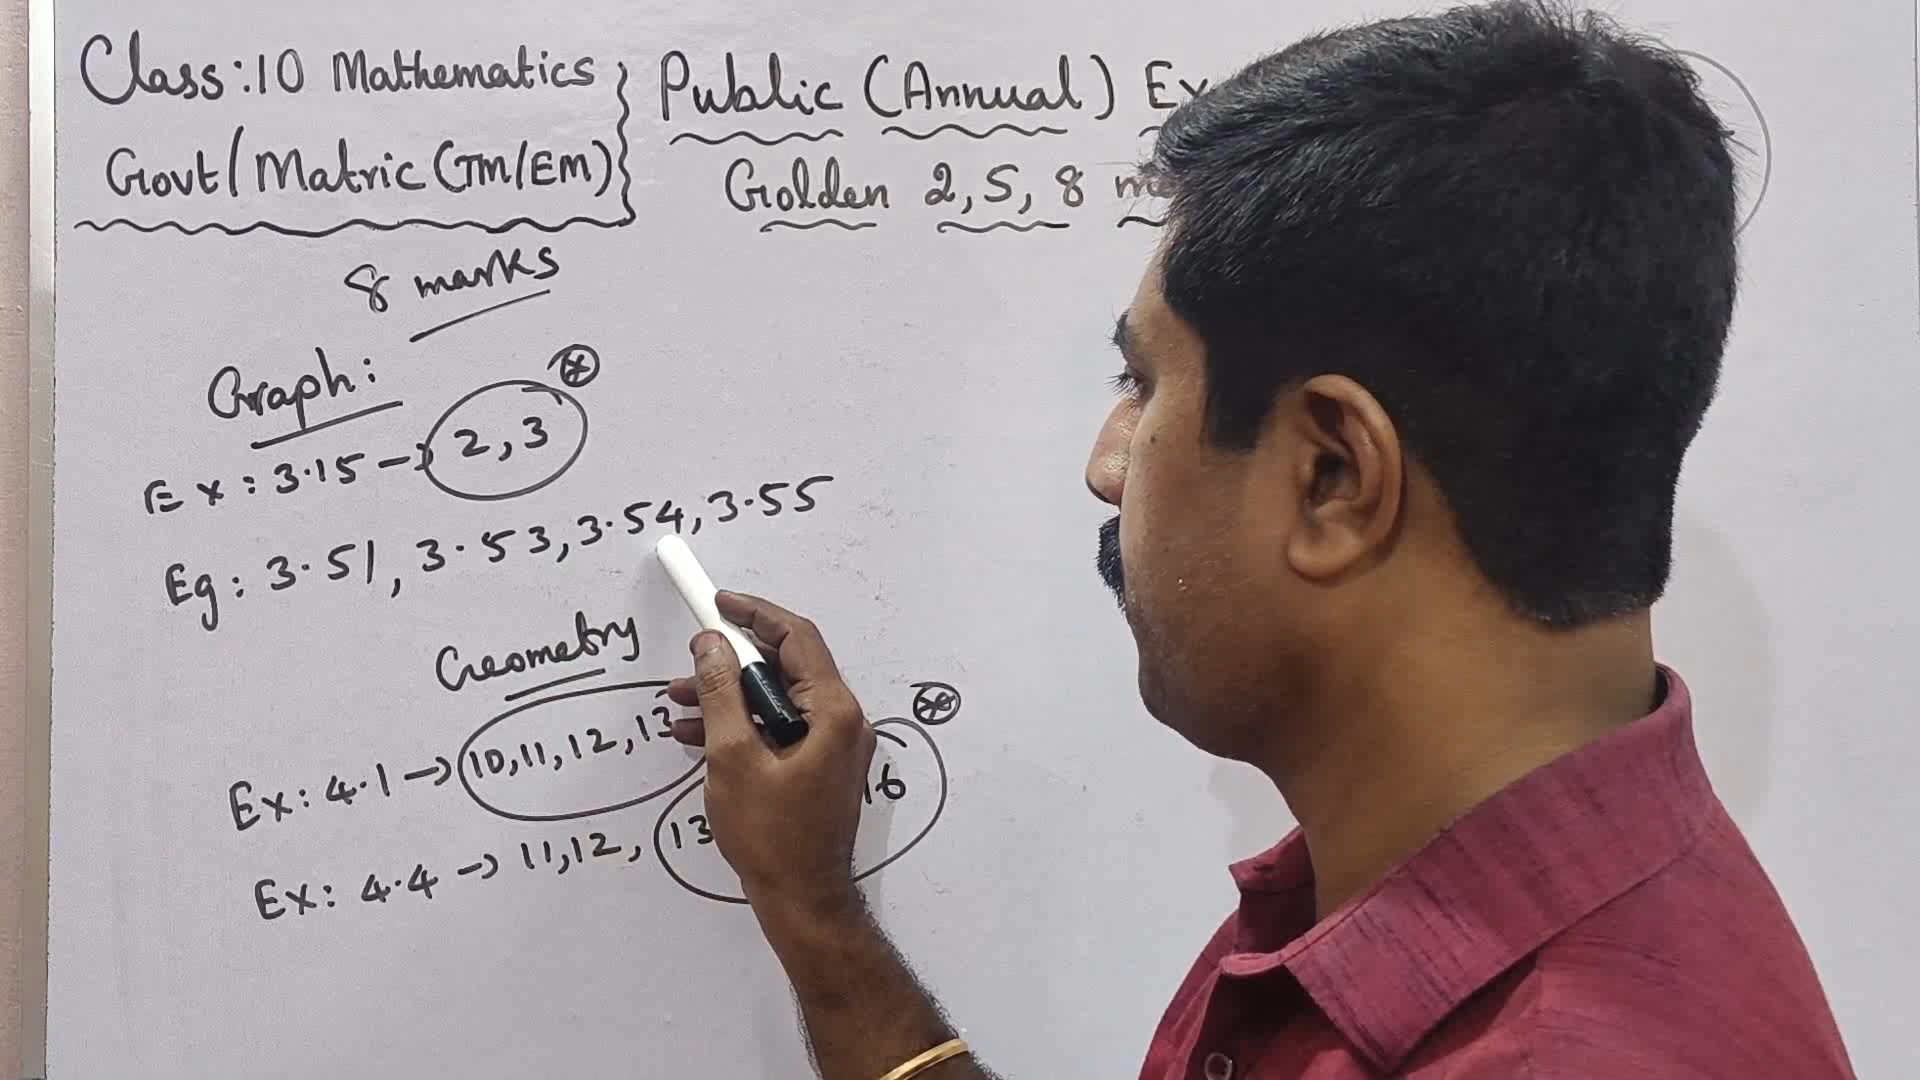 Class:10 Mathematics
Govt/Matric (TM/EM)
Public (Annual)
Golden 2,5,8
8 marks
Graph:
Ex: 3.15 → 2,3
Eg: 3.51, 3.53, 3.54, 3.55
Geometry
Ex: 4.1 → 10,11,12,13
Ex: 4.4 → 11,12, 13 16